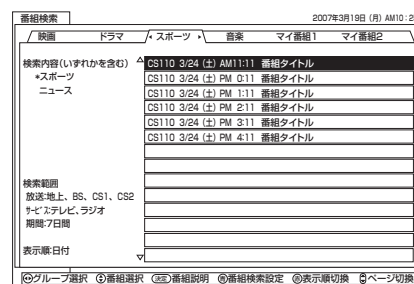 番組検索 2007年3月19日 (月) AM10:2
映画 ドラマ スポーツ 音楽 マイ番組1 マイ番組2
検索内容(いずれかを含む)
*スポーツ
ニュース
CS110 3/24 (土) AM11:11 番組タイトル
CS110 3/24 (土) PM 0:11 番組タイトル
CS110 3/24 (土) PM 1:11 番組タイトル
CS110 3/24 (土) PM 2:11 番組タイトル
CS110 3/24 (土) PM 3:11 番組タイトル
CS110 3/24 (土) PM 4:11 番組タイトル
検索範囲
放送:地上、BS、CS1、CS2
サービス:テレビ、ラジオ
期間:7日間
表示順:日付
グループ選択 番組選択 決定 番組説明 番組検索設定 表示順切換 ページ切換